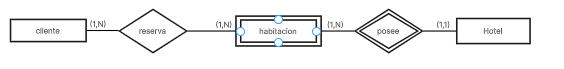 cliente (1,N) reserva (1,N) habitacion (1,N) posee (1,1) Hotel